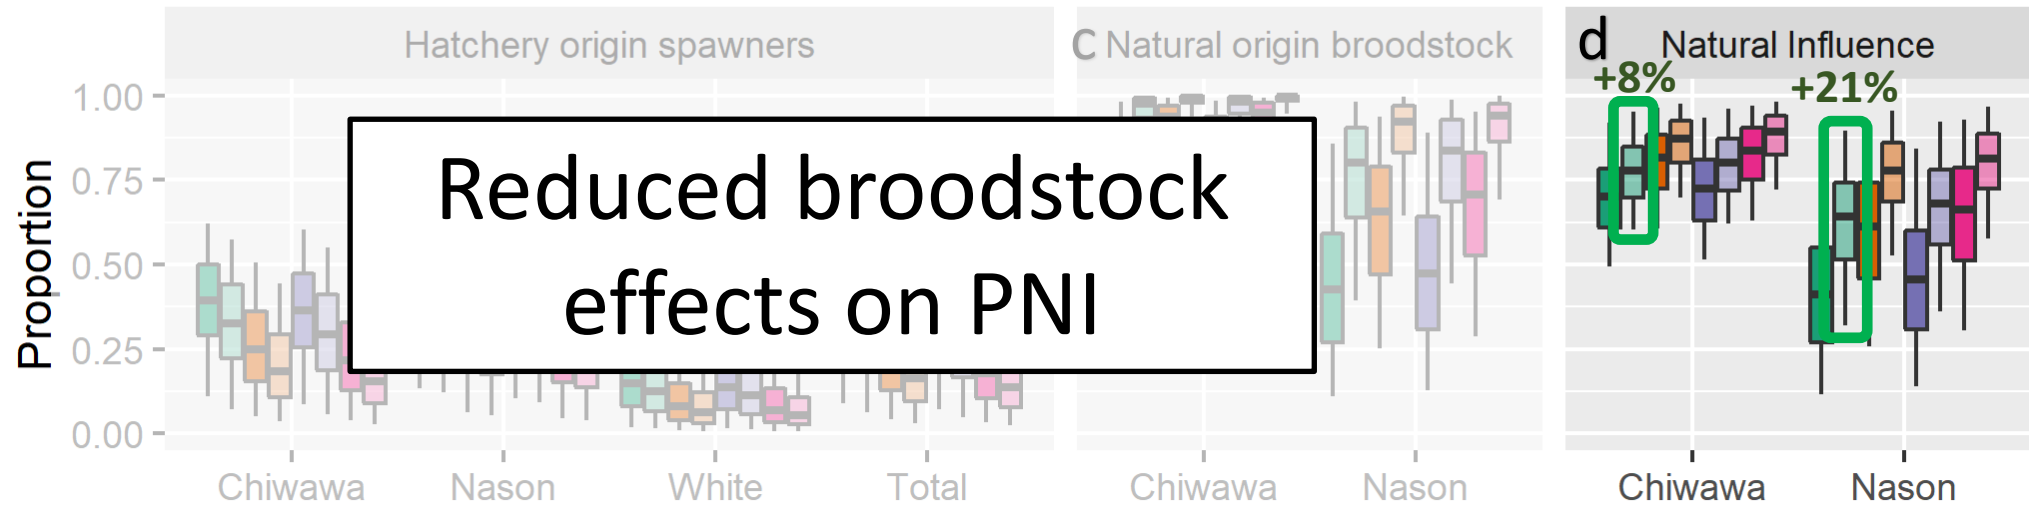 Hatchery origin spawners
c Natural origin broodstock
d Natural Influence
+8%
+21%
Proportion
1.00
0.75
0.50
0.25
0.00
Reduced broodstock
effects on PNI
Chiwawa Nason White Total
Chiwawa Nason
Chiwawa Nason